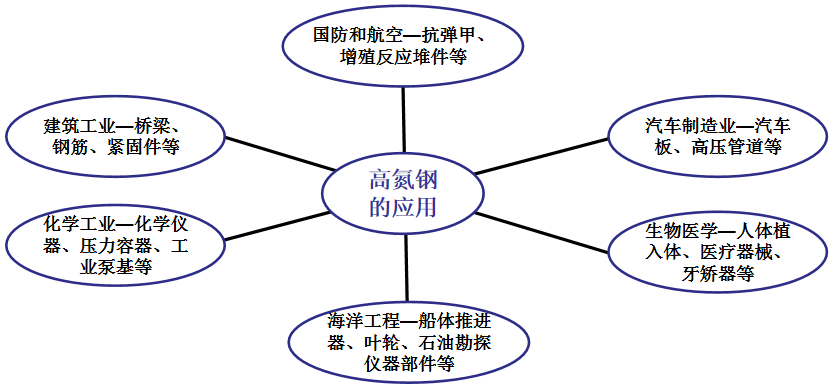 国防和航空—抗弹甲、
增殖反应堆件等
建筑工业—桥梁、
钢筋、紧固件等
汽车制造业—汽车
板、高压管道等
高氮钢
的应用
化学工业—化学仪
器、压力容器、工
业泵基等
生物医学—人体植
入体、医疗器械、
牙矫器等
海洋工程—船体推进
器、叶轮、石油勘探
仪器部件等